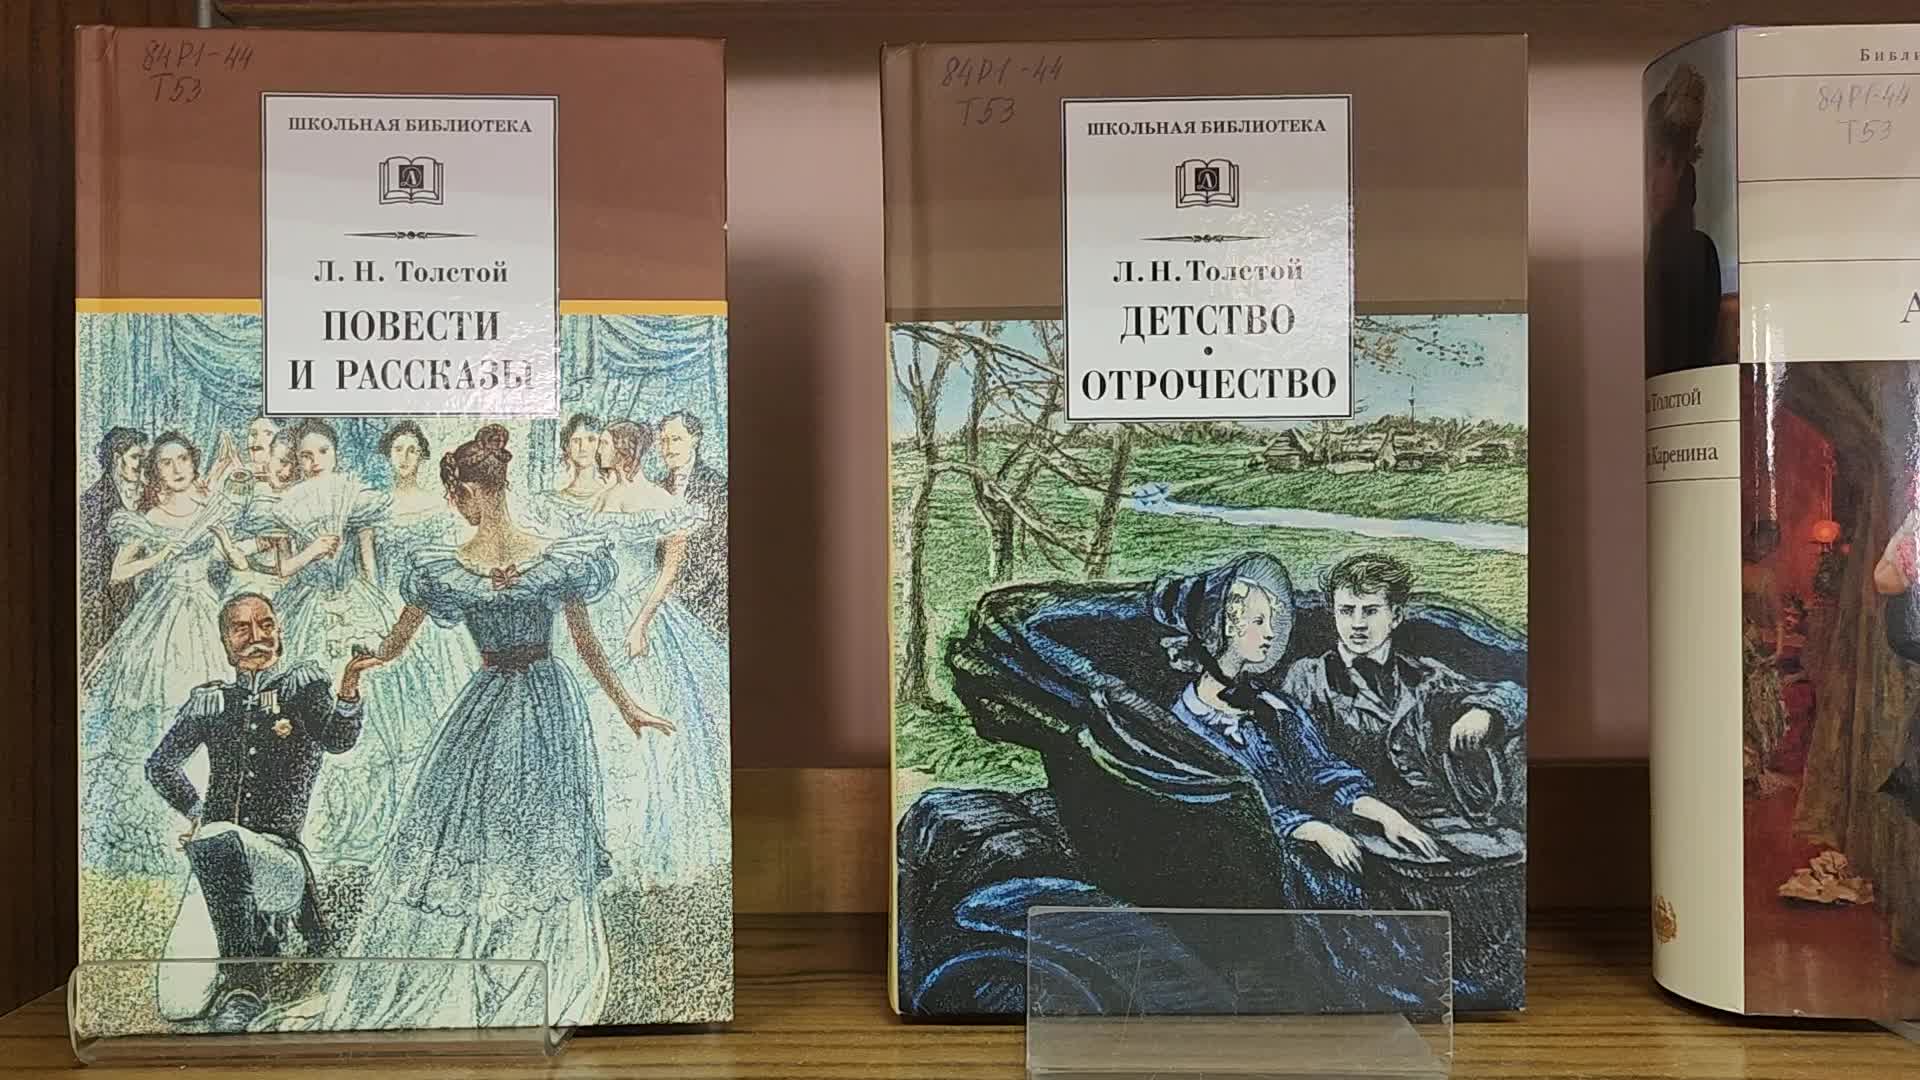 84Р1-44
Т53
ШКОЛЬНАЯ БИБЛИОТЕКА
Л. Н. Толстой
ПОВЕСТИ
И РАССКАЗЫ
84Р1-44
Т53
ШКОЛЬНАЯ БИБЛИОТЕКА
Л. Н. Толстой
ДЕТСТВО
•
ОТРОЧЕСТВО
84Р1-44
Т53
Толстой
Каренина